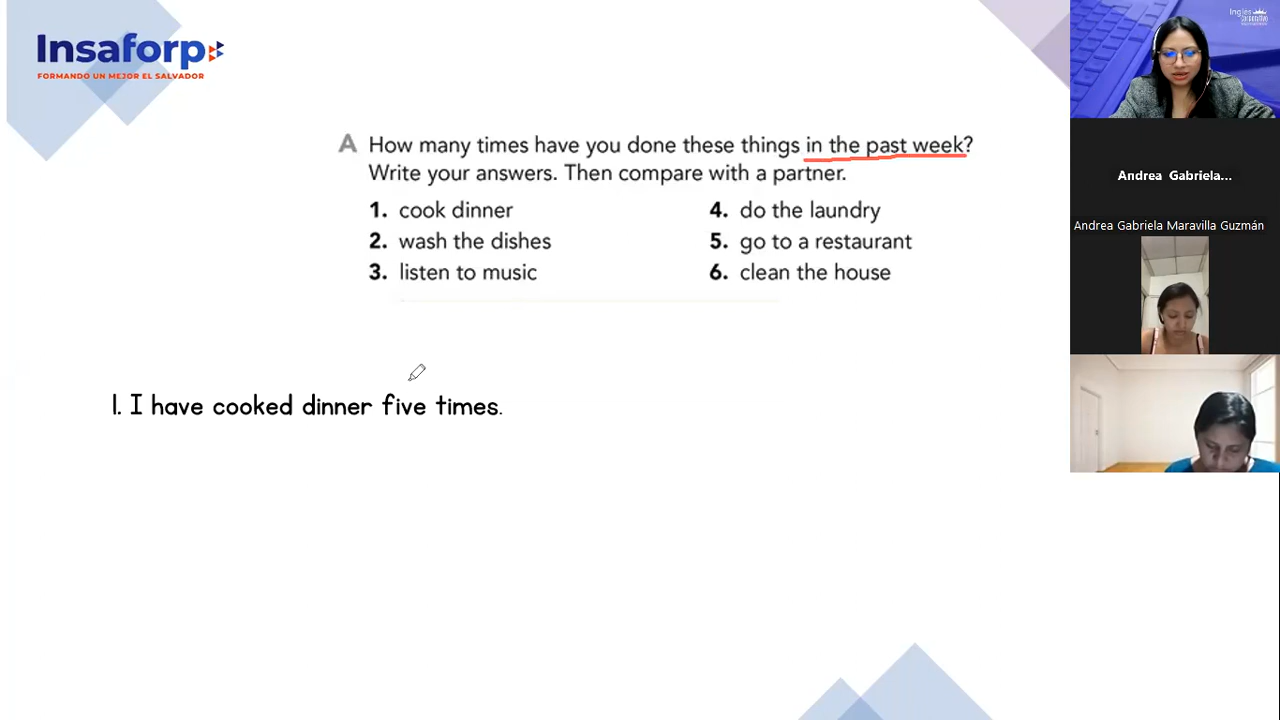 Insaforp
FORMANDO UN MEJOR EL SALVADOR
A How many times have you done these things in the past week?
Write your answers. Then compare with a partner.
1. cook dinner
2. wash the dishes
3. listen to music
4. do the laundry
5. go to a restaurant
6. clean the house
1. I have cooked dinner five times.
Ingles
Andrea Gabriela...
Andrea Gabriela Maravilla Guzmán